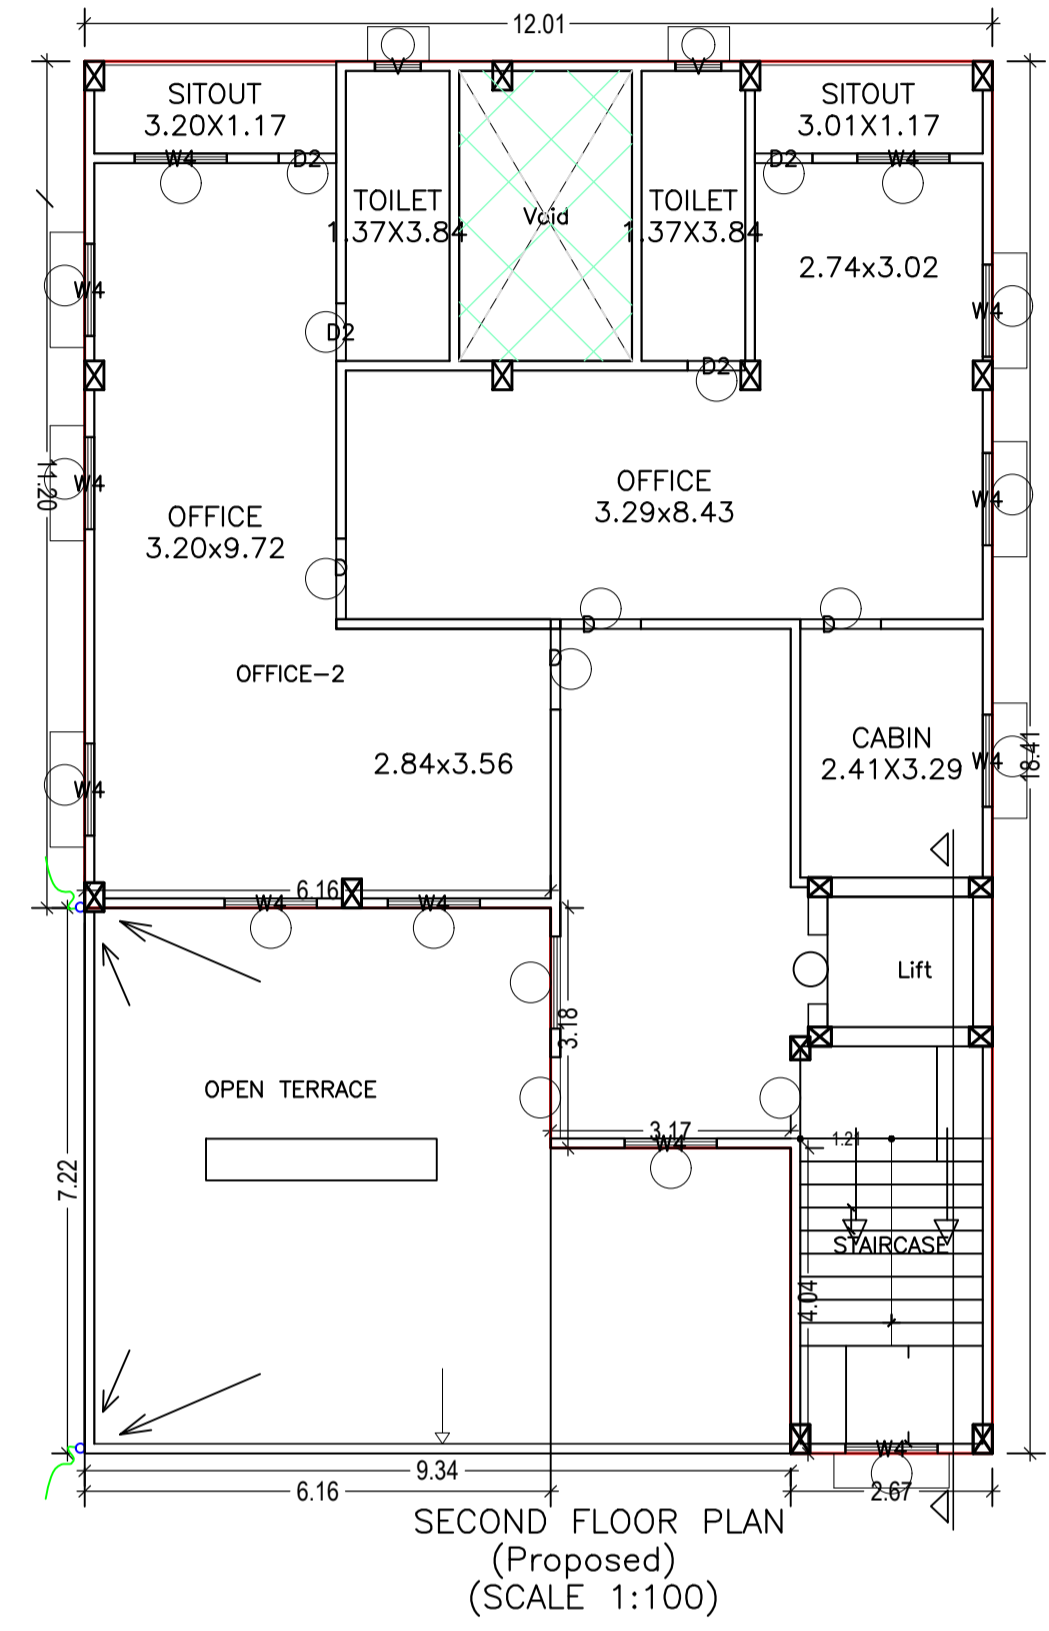 12.01
V
V
SITOUT
3.20X1.17
SITOUT
3.01X1.17
W4
D2
D2
W4
TOILET
1.37X3.84
Void
TOILET
1.37X3.84
2.74x3.02
W4
W4
D2
D2
11.20
W4
W4
OFFICE
3.20x9.72
OFFICE
3.29x8.43
D
D
D
D
OFFICE-2
2.84x3.56
CABIN
2.41X3.29
W4
W4
18.41
6.16
W4
W4
Lift
3.18
OPEN TERRACE
3.17
W4
1.21
7.22
STAIRCASE
4.04
W4
9.34
6.16
2.67
SECOND FLOOR PLAN
(Proposed)
(SCALE 1:100)